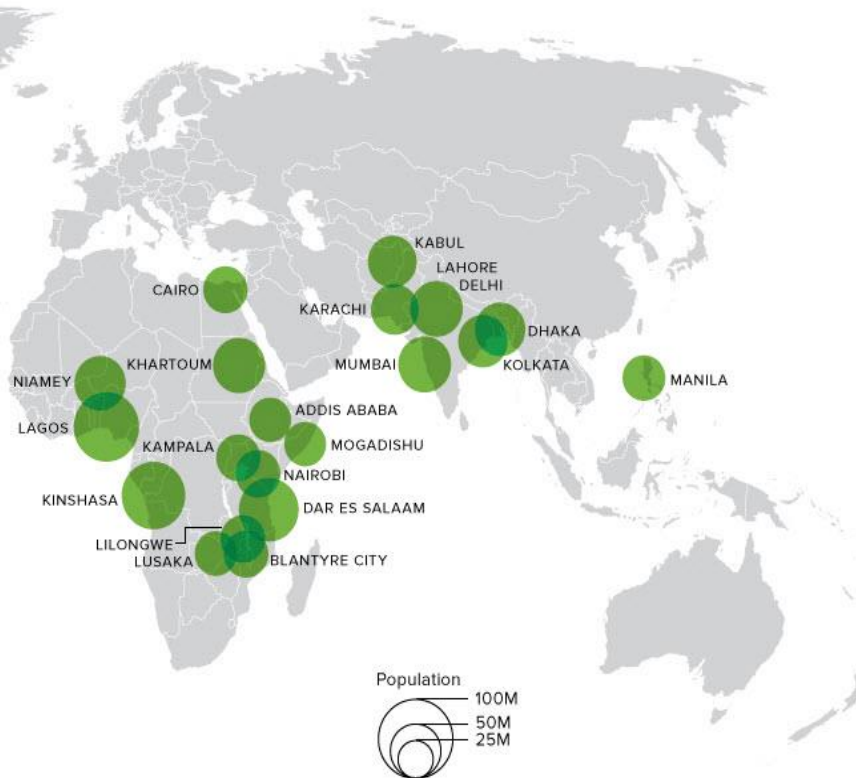 KABUL
LAHORE
DELHI
CAIRO
KARACHI
DHAKA
KHARTOUM
MUMBAI
KOLKATA
NIAMEY
MANILA
ADDIS ABABA
LAGOS
KAMPALA
MOGADISHU
NAIROBI
KINSHASA
DAR ES SALAAM
LILONGWE
LUSAKA
BLANTYRE CITY
Population
100M
50M
25M